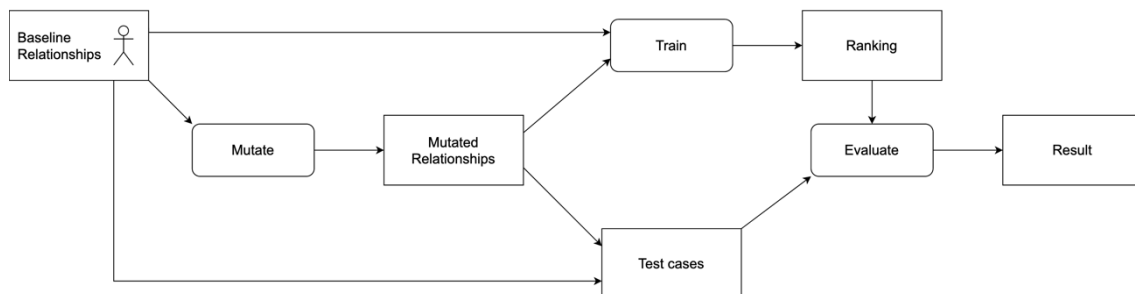 Baseline
Relationships
Train
Ranking
Mutate
Mutated
Relationships
Evaluate
Result
Test cases